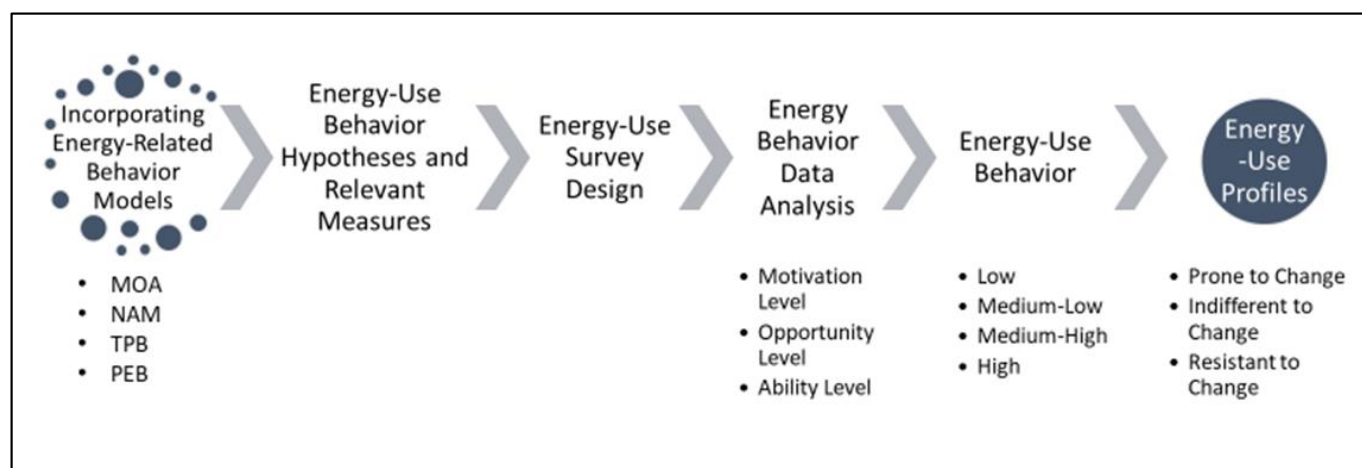 Incorporating
Energy-Related
Behavior
Models
• MOA
• NAM
• TPB
• PEB
Energy-Use
Behavior
Hypotheses and
Relevant
Measures
Energy-Use
Survey
Design
Energy
Behavior
Data
Analysis
• Motivation
Level
• Opportunity
Level
• Ability Level
Energy-Use
Behavior
• Low
• Medium-Low
• Medium-High
• High
Energy
-Use
Profiles
• Prone to Change
• Indifferent to
Change
• Resistant to
Change